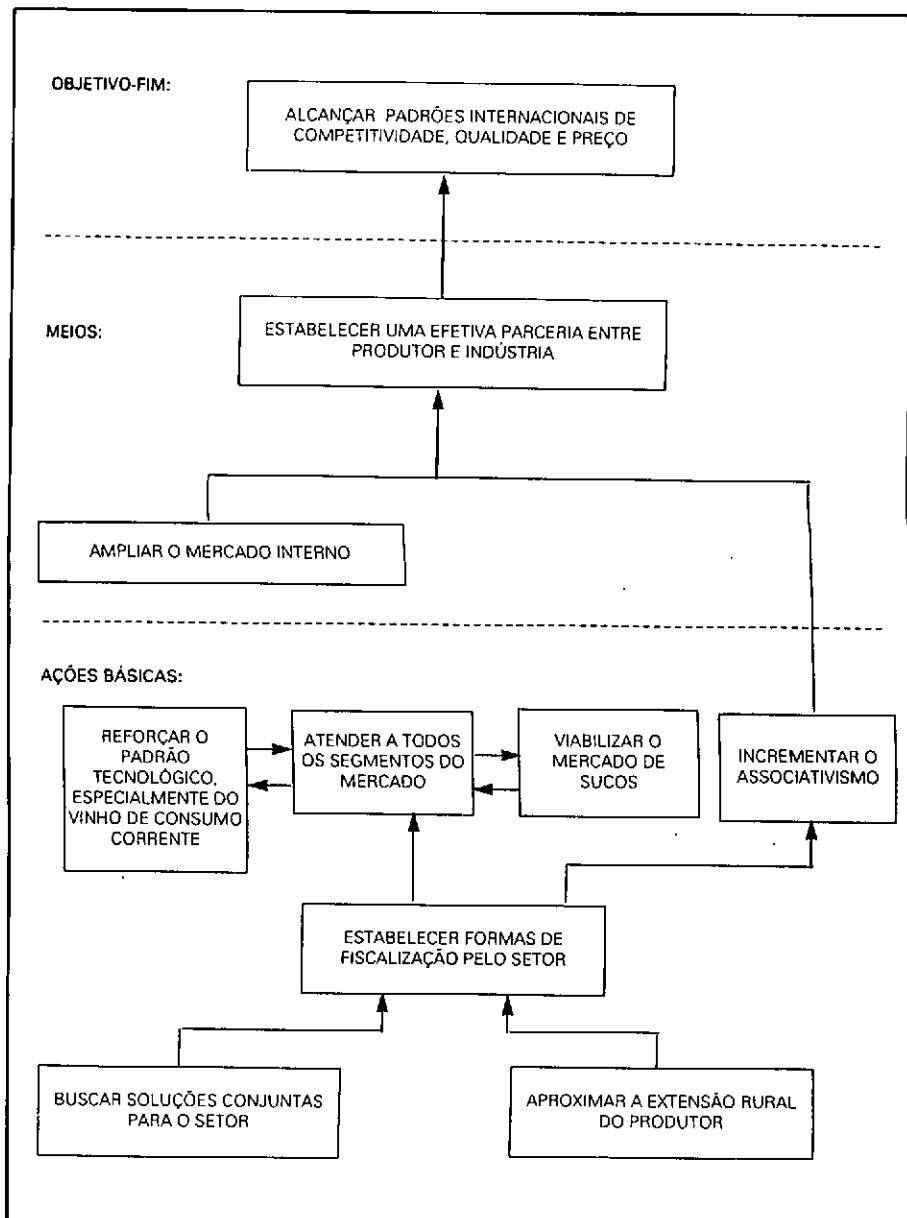 OBJETIVO-FIM:
ALCANÇAR PADRÕES INTERNACIONAIS DE
COMPETITIVIDADE, QUALIDADE E PREÇO
MEIOS:
ESTABELECER UMA EFETIVA PARCERIA ENTRE
PRODUTOR E INDÚSTRIA
AMPLIAR O MERCADO INTERNO
AÇÕES BÁSICAS:
REFORÇAR O
PADRÃO
TECNOLÓGICO,
ESPECIALMENTE DO
VINHO DE CONSUMO
CORRENTE
ATENDER A TODOS
OS SEGMENTOS DO
MERCADO
VIABILIZAR O
MERCADO DE
SUCOS
INCREMENTAR O
ASSOCIATIVISMO
ESTABELECER FORMAS DE
FISCALIZAÇÃO PELO SETOR
BUSCAR SOLUÇÕES CONJUNTAS
PARA O SETOR
APROXIMAR A EXTENSÃO RURAL
DO PRODUTOR